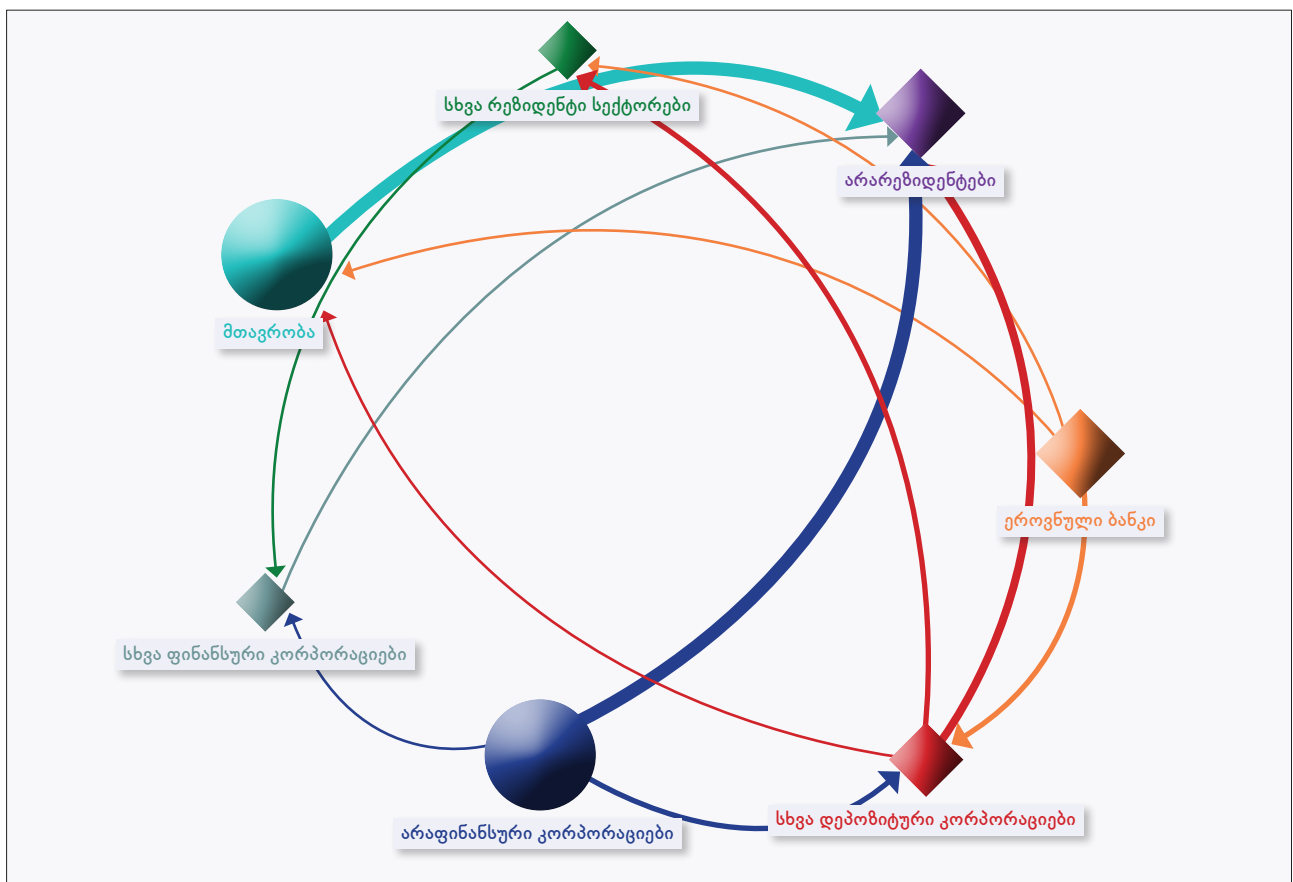 სხვა რეზიდენტი სექტორები
არარეზიდენტები
მთავრობა
ეროვნული ბანკი
სხვა ფინანსური კორპორაციები
არაფინანსური კორპორაციები
სხვა დეპოზიტური კორპორაციები